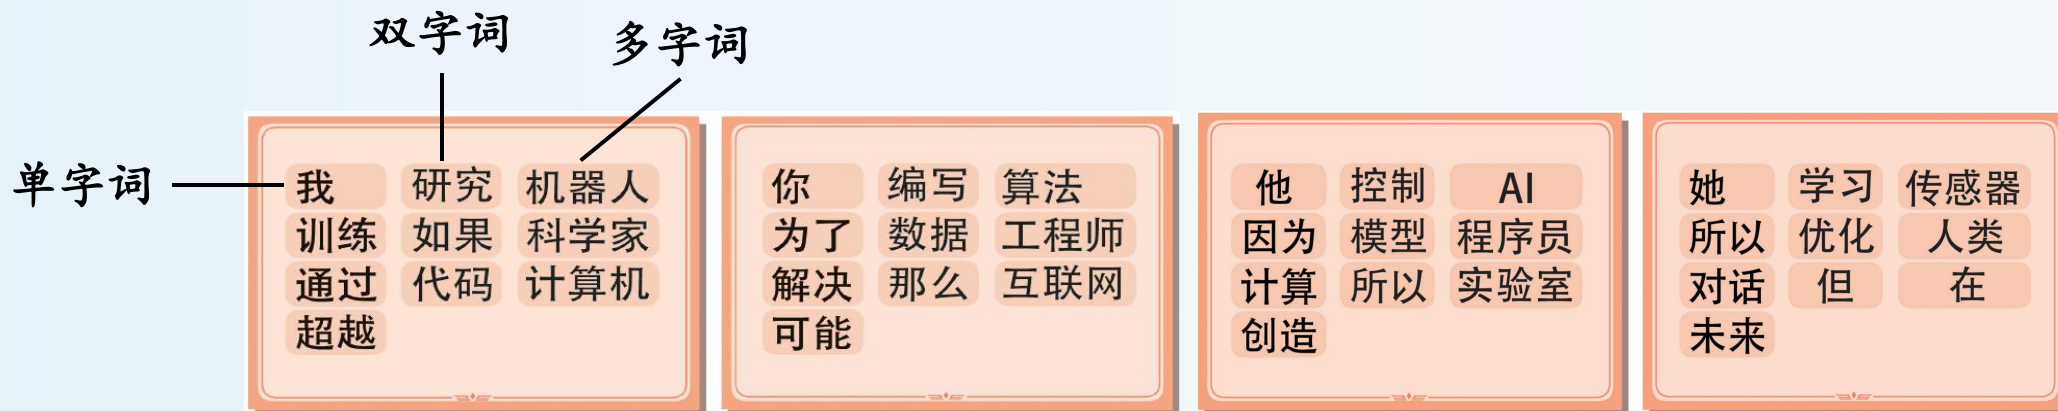 双字词
多字词
单字词
我 研究 机器人
训练 如果 科学家
通过 代码 计算机
超越
你 编写 算法
为了 数据 工程师
解决 那么 互联网
可能
他 控制 AI
因为 模型 程序员
计算 所以 实验室
创造
她 学习 传感器
所以 优化 人类
对话 但 在
未来